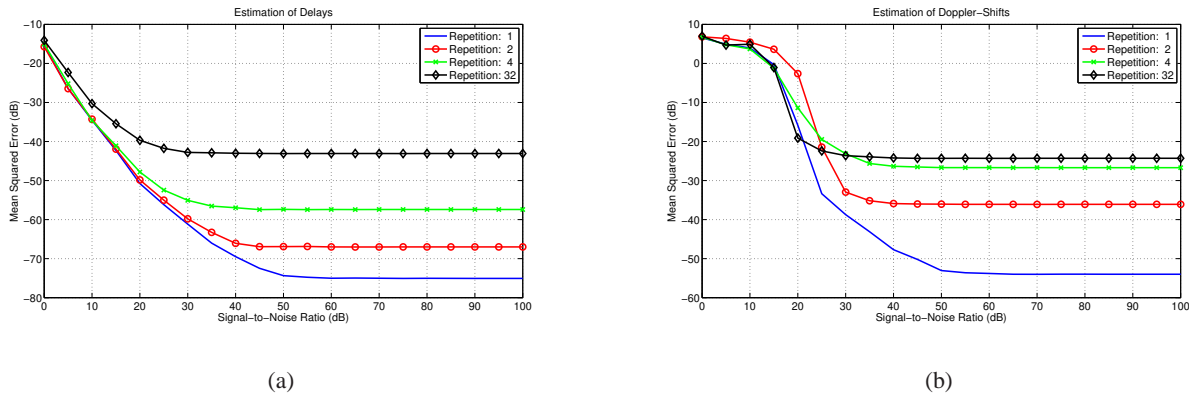 Estimation of Delays
Mean Squared Error (dB)
−10
−20
−30
−40
−50
−60
−70
−80
0 10 20 30 40 50 60 70 80 90 100
Signal−to−Noise Ratio (dB)
Repetition: 1
Repetition: 2
Repetition: 4
Repetition: 32
(a)
Estimation of Doppler−Shifts
Mean Squared Error (dB)
10
0
−10
−20
−30
−40
−50
−60
0 10 20 30 40 50 60 70 80 90 100
Signal−to−Noise Ratio (dB)
Repetition: 1
Repetition: 2
Repetition: 4
Repetition: 32
(b)